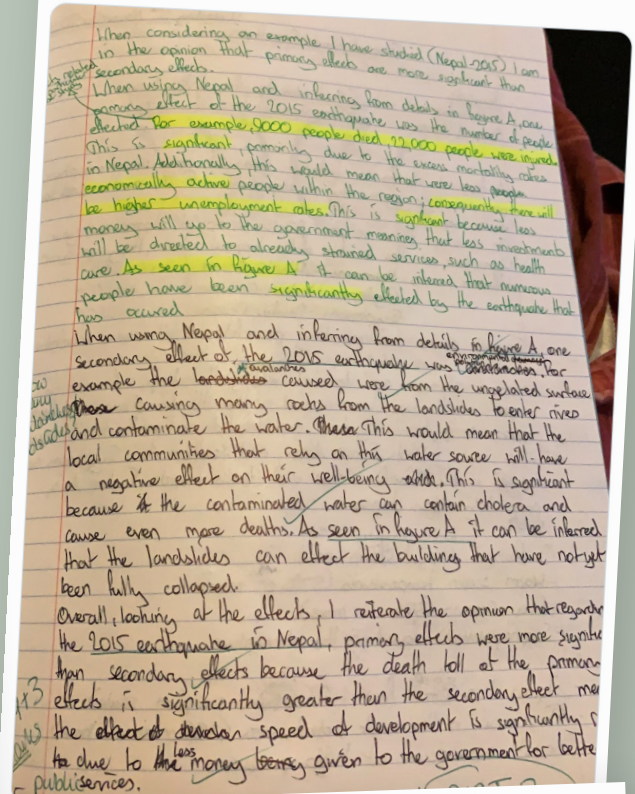 When considering an example I have studied (Nepal-2015) I am
in the opinion that primary effects are more significant than
secondary effects.
When using Nepal and inferring from details in figure A, one
primary effect of the 2015 earthquake was the number of people
effected. For example, 9000 people died, 22,000 people were injured.
This is significant, primarily due to the excess mortality rates
in Nepal. Additionally, this would mean that were less people
economically active people within the region; consequently there will
be higher unemployment rates. This is significant because less
money will up to the government meaning that less investments
will be directed to already strained services, such as health
care. As seen in figure A it can be inferred that numerous
people have been significantly effected by the earthquake that
has occured
When using Nepal and inferring from details in figure A, one
secondary effect of, the 2015 earthquake was contamination. For
avalanches
example the landslides caused were from the ungelated surface
These causing many rocks from the landslides to enter rives
and contaminate the water. These This would mean that the
local communities that rely on this water source will have
a negative effect on their well-being. This is significant
because the contaminated water can contain cholera and
cause even more deaths. As seen in figure A it can be inferred
that the landslides can effect the buildings that have not yet
been fully collapsed.
Overall, looking at the effects, I reiterate the opinion that
the 2015 earthquake in Nepal, primary effects were more
than secondary effects because the death toll of the primary
effects is significantly greater than the secondary effect
the effect of speed of development is significantly
due to the less money being given to the government for
public services.